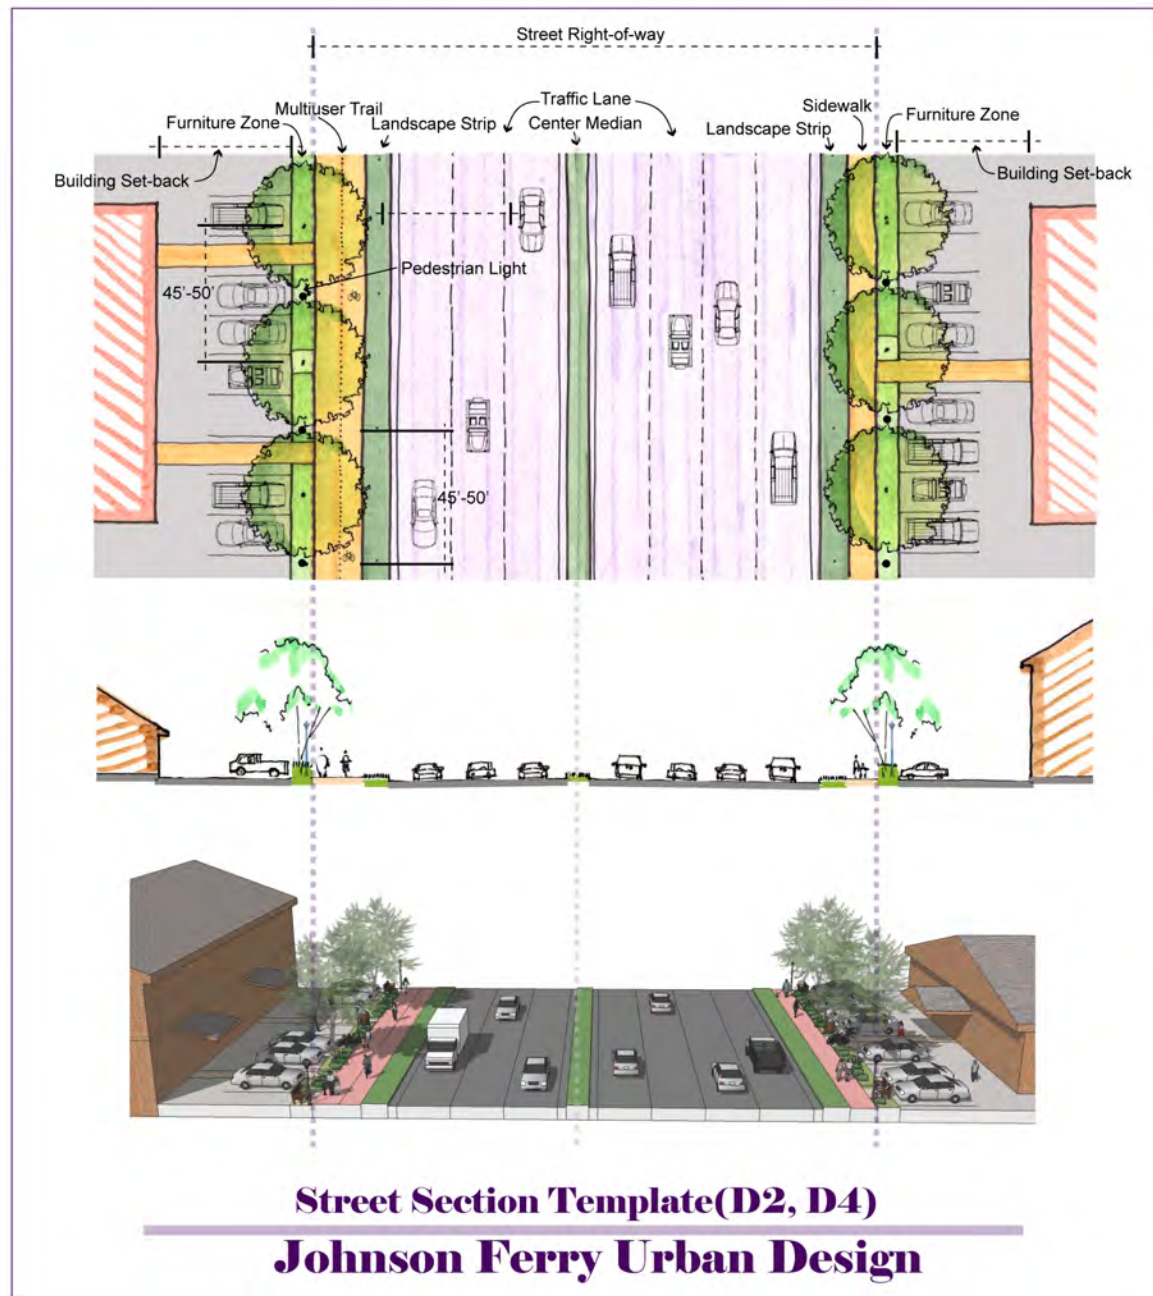 Street Right-of-way
Multiuser Trail
Traffic Lane
Sidewalk
Furniture Zone
Landscape Strip
Center Median
Landscape Strip
Furniture Zone
Building Set-back
Building Set-back
Pedestrian Light
45'-50'
45'-50'
Street Section Template(D2, D4)
Johnson Ferry Urban Design